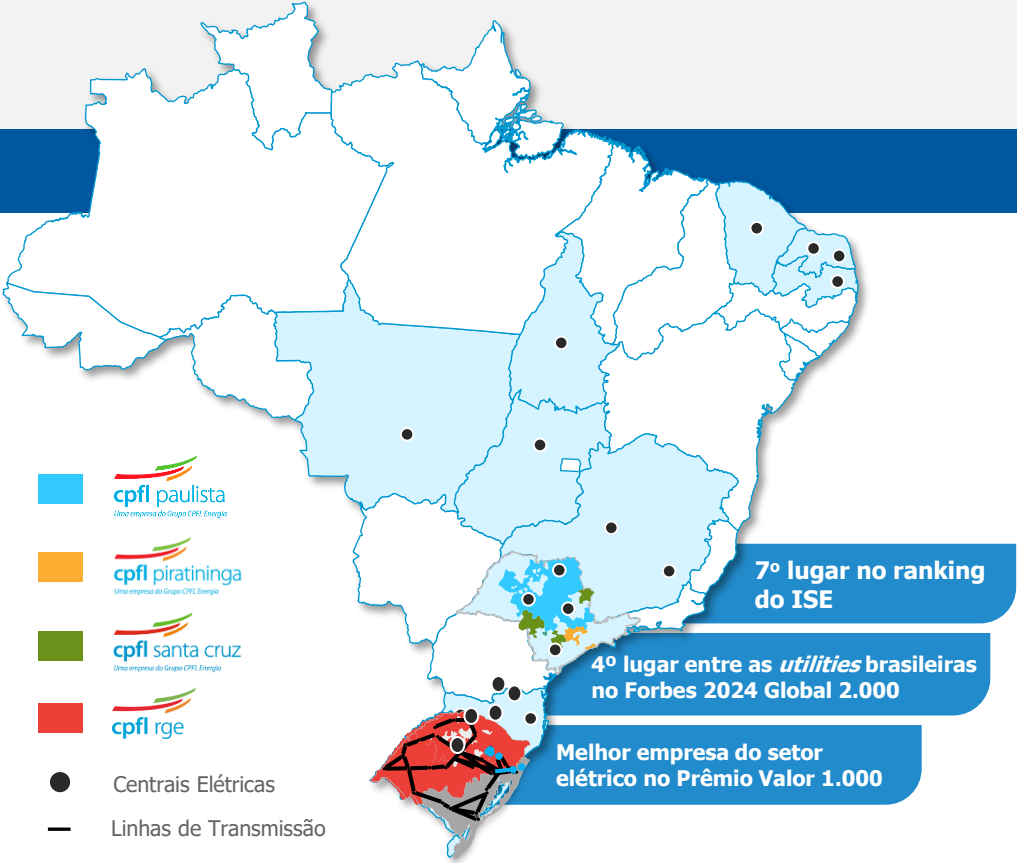 cpfl paulista
Uma empresa do Grupo CPFL Energia
cpfl piratininga
Uma empresa do Grupo CPFL Energia
cpfl santa cruz
Uma empresa do Grupo CPFL Energia
cpfl rge
Centrais Elétricas
Linhas de Transmissão
7º lugar no ranking
do ISE
4º lugar entre as utilities brasileiras
no Forbes 2024 Global 2.000
Melhor empresa do setor
elétrico no Prêmio Valor 1.000